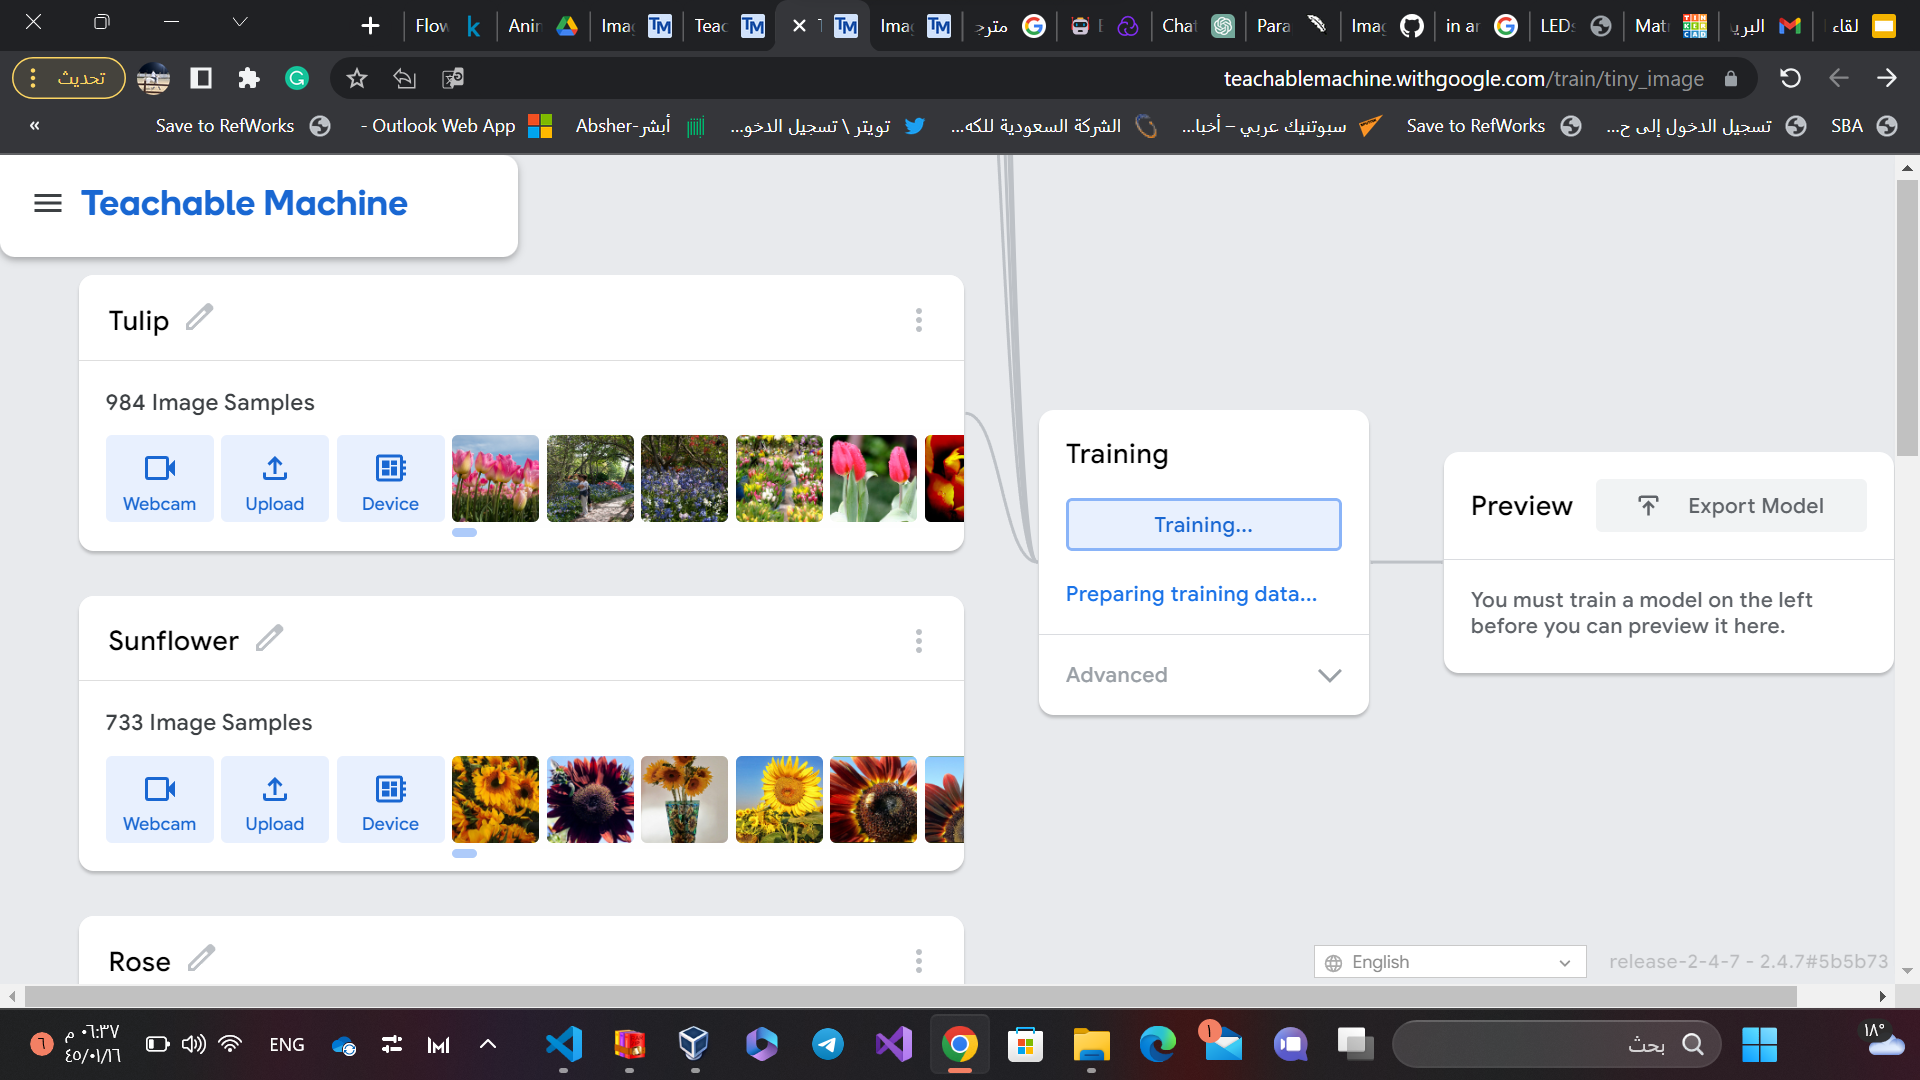 Flow
Anin
Imag
Teac
Imag
مترج
Chat
Para
Imag
in ar
LEDs
Mat
البري
لقاء
تحديث
teachablemachine.withgoogle.com/train/tiny_image
«
Save to RefWorks
- Outlook Web App
أبشر-Absher
تويتر \ تسجيل الدخو...
الشركة السعودية للكه...
سبوتنيك عربي – أخبا...
Save to RefWorks
تسجيل الدخول إلى ح...
SBA
Teachable Machine
Tulip
984 Image Samples
Webcam
Upload
Device
Sunflower
733 Image Samples
Webcam
Upload
Device
Rose
Training
Training...
Preparing training data...
Advanced
Preview
Export Model
You must train a model on the left
before you can preview it here.
English
release-2-4-7 - 2.4.7#5b5b73
٦
٠٦:٣٧ م
٤٥/٠١/١٦
ENG
١
بحث
١٨°